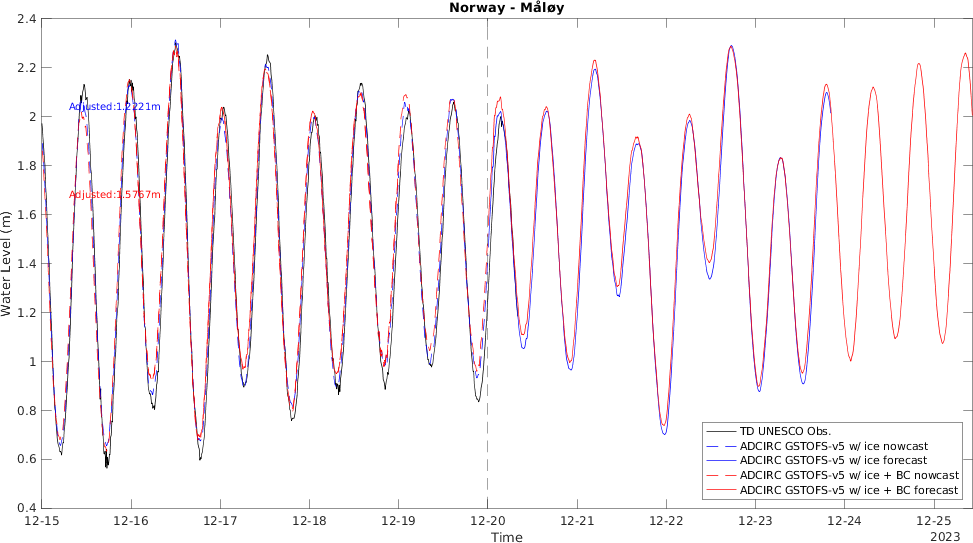 Norway - Måløy
2.4
2.2
2
1.8
1.6
1.4
1.2
1
0.8
0.6
0.4
Water Level (m)
Adjusted:1.2221m
Adjusted:1.5767m
TD UNESCO Obs.
ADCIRC GSTOFS-v5 w/ ice nowcast
ADCIRC GSTOFS-v5 w/ ice forecast
ADCIRC GSTOFS-v5 w/ ice + BC nowcast
ADCIRC GSTOFS-v5 w/ ice + BC forecast
12-15 12-16 12-17 12-18 12-19 12-20 12-21 12-22 12-23 12-24 12-25
Time
2023